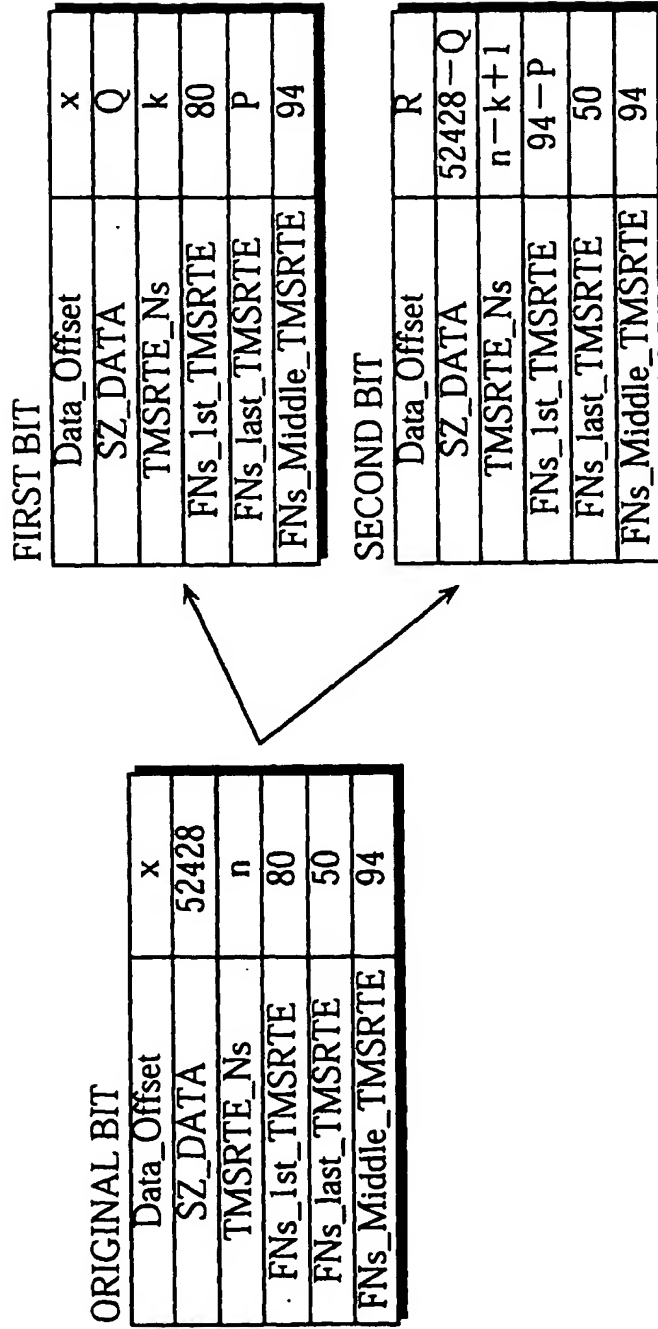 ORIGINAL BIT
Data_Offset x
SZ_DATA 52428
TMSRTE_Ns n
FNs_1st_TMSRTE 80
FNs_last_TMSRTE 50
FNs_Middle_TMSRTE 94
FIRST BIT
Data_Offset x
SZ_DATA Q
TMSRTE_Ns k
FNs_1st_TMSRTE 80
FNs_last_TMSRTE P
FNs_Middle_TMSRTE 94
SECOND BIT
Data_Offset R
SZ_DATA 52428-Q
TMSRTE_Ns n-k+1
FNs_1st_TMSRTE 94-P
FNs_last_TMSRTE 50
FNs_Middle_TMSRTE 94